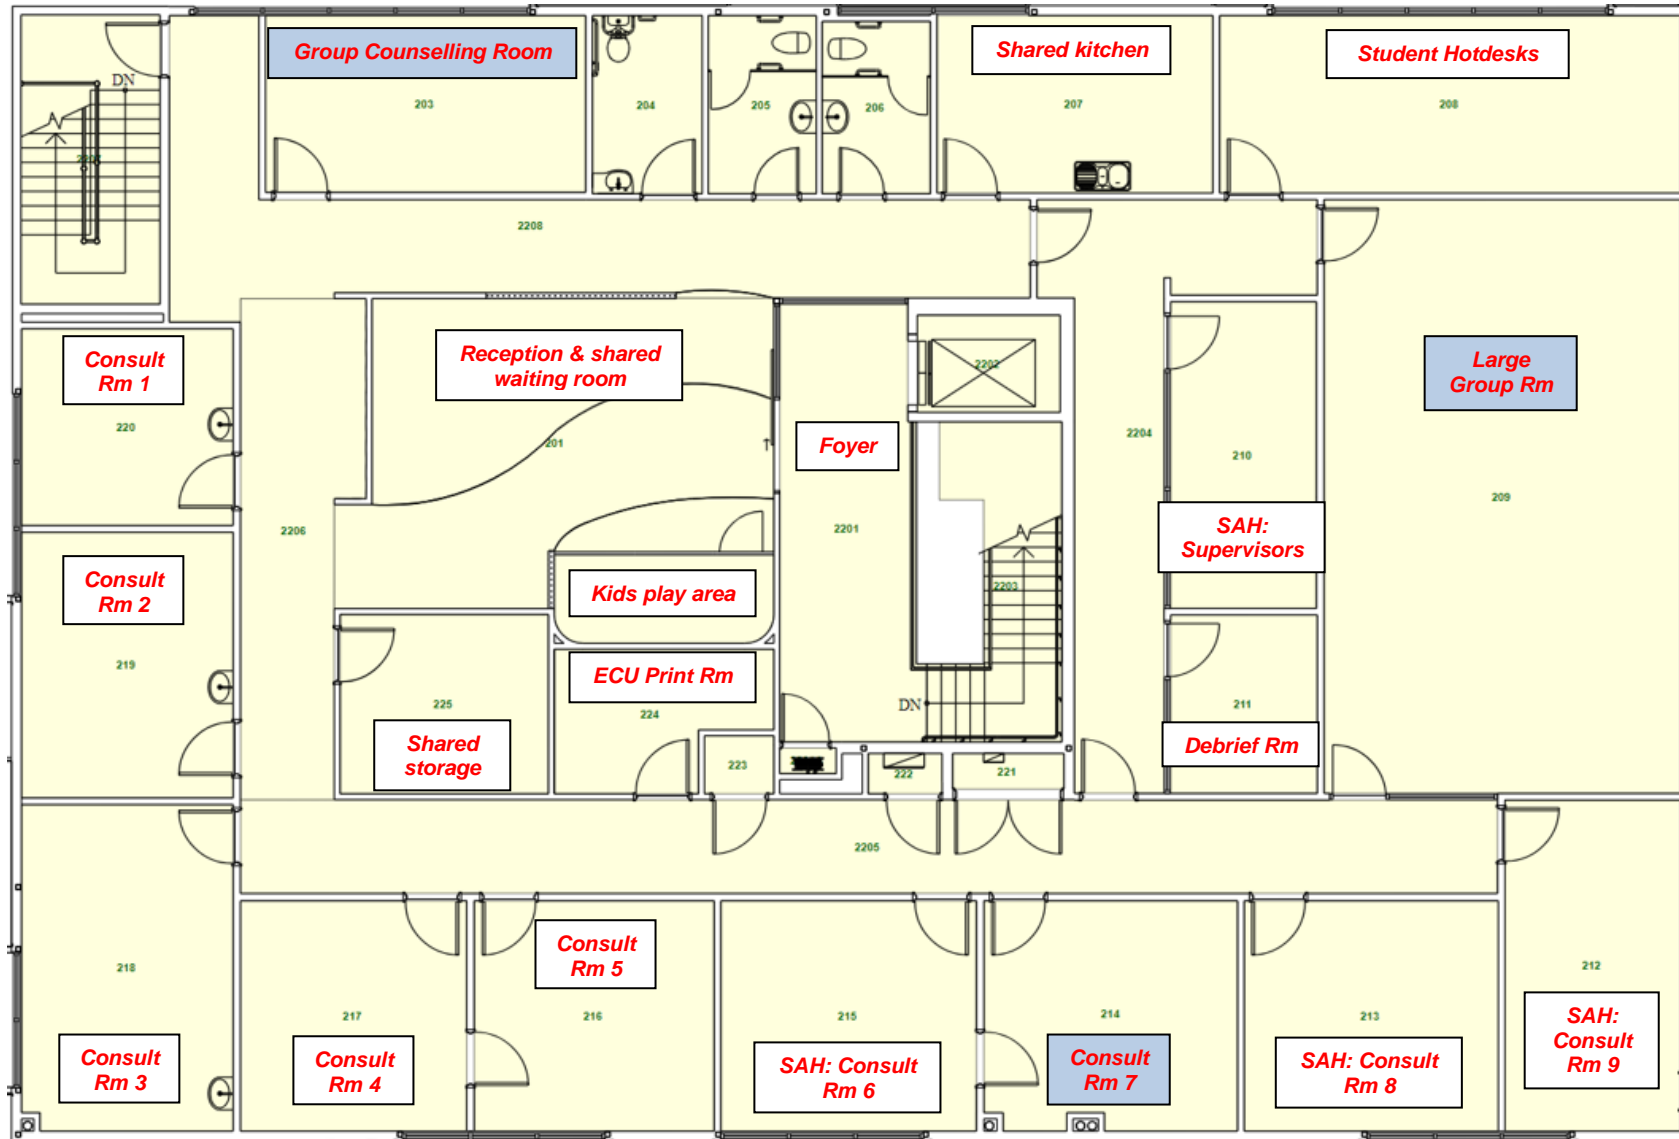 Group Counselling Room
203
204
205
206
Shared kitchen
207
Student Hotdesks
208
DN
2208
Consult
Rm 1
220
Reception & shared
waiting room
201
Foyer
2201
2202
2204
210
Large
Group Rm
209
2206
SAH:
Supervisors
Consult
Rm 2
219
Kids play area
2203
ECU Print Rm
224
225
Shared
storage
DN
211
Debrief Rm
223
222
221
2205
218
Consult
Rm 3
217
Consult
Rm 4
Consult
Rm 5
216
215
SAH: Consult
Rm 6
214
Consult
Rm 7
213
SAH: Consult
Rm 8
212
SAH:
Consult
Rm 9